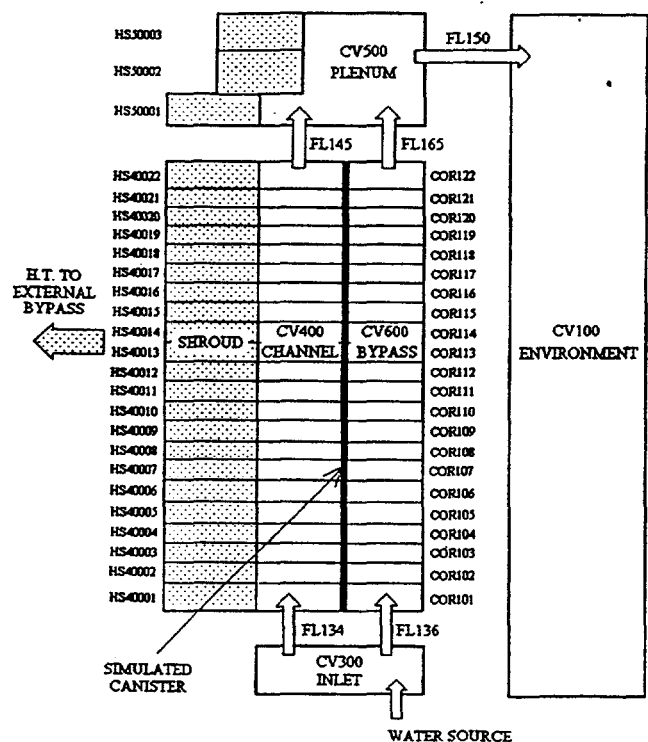 HS50003
HS50002
HS50001
CV500
PLENUM
FL150
FL145
FL165
HS40022
HS40021
HS40020
HS40019
HS40018
HS40017
HS40016
HS40015
HS40014
HS40013
HS40012
HS40011
HS40010
HS40009
HS40008
HS40007
HS40006
HS40005
HS40004
HS40003
HS40002
HS40001
H.T. TO
EXTERNAL
BYPASS
SHROUD
CV400
CHANNEL
CV600
BYPASS
COR122
COR121
COR120
COR119
COR118
COR117
COR116
COR115
COR114
COR113
COR112
COR111
COR110
COR109
COR108
COR107
COR106
COR105
COR104
COR103
COR102
COR101
CV100
ENVIRONMENT
FL134
FL136
SIMULATED
CANISTER
CV300
INLET
WATER SOURCE